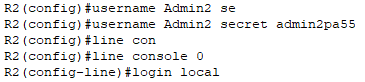 R2(config)#username Admin2 se
R2(config)#username Admin2 secret admin2pa55
R2(config)#line con
R2(config)#line console 0
R2(config-line)#login local